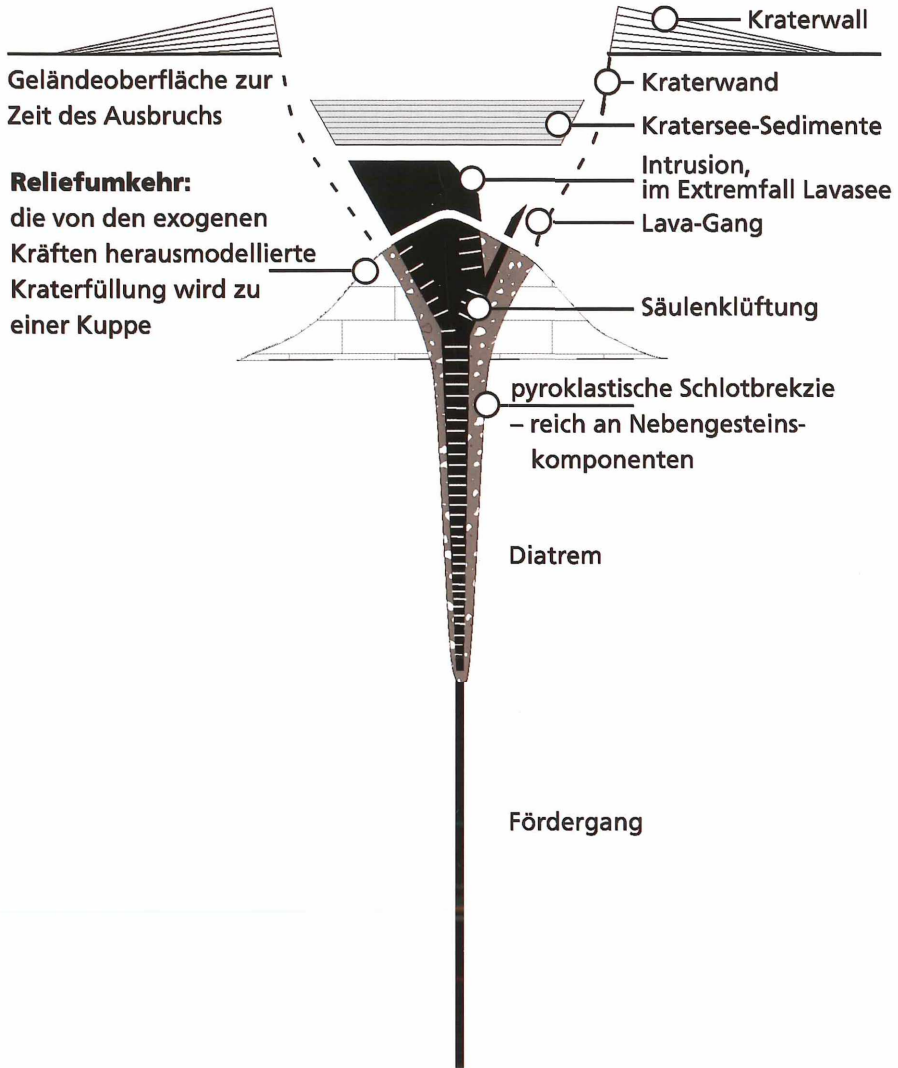 Kraterwall
Geländeoberfläche zur
Zeit des Ausbruchs
Kraterwand
Kratersee-Sedimente
Reliefumkehr:
die von den exogenen
Kräften herausmodellierte
Kraterfüllung wird zu
einer Kuppe
Intrusion,
im Extremfall Lavasee
Lava-Gang
Säulenklüftung
pyroklastische Schlotbrekzie
– reich an Nebengesteins-
komponenten
Diatrem
Fördergang